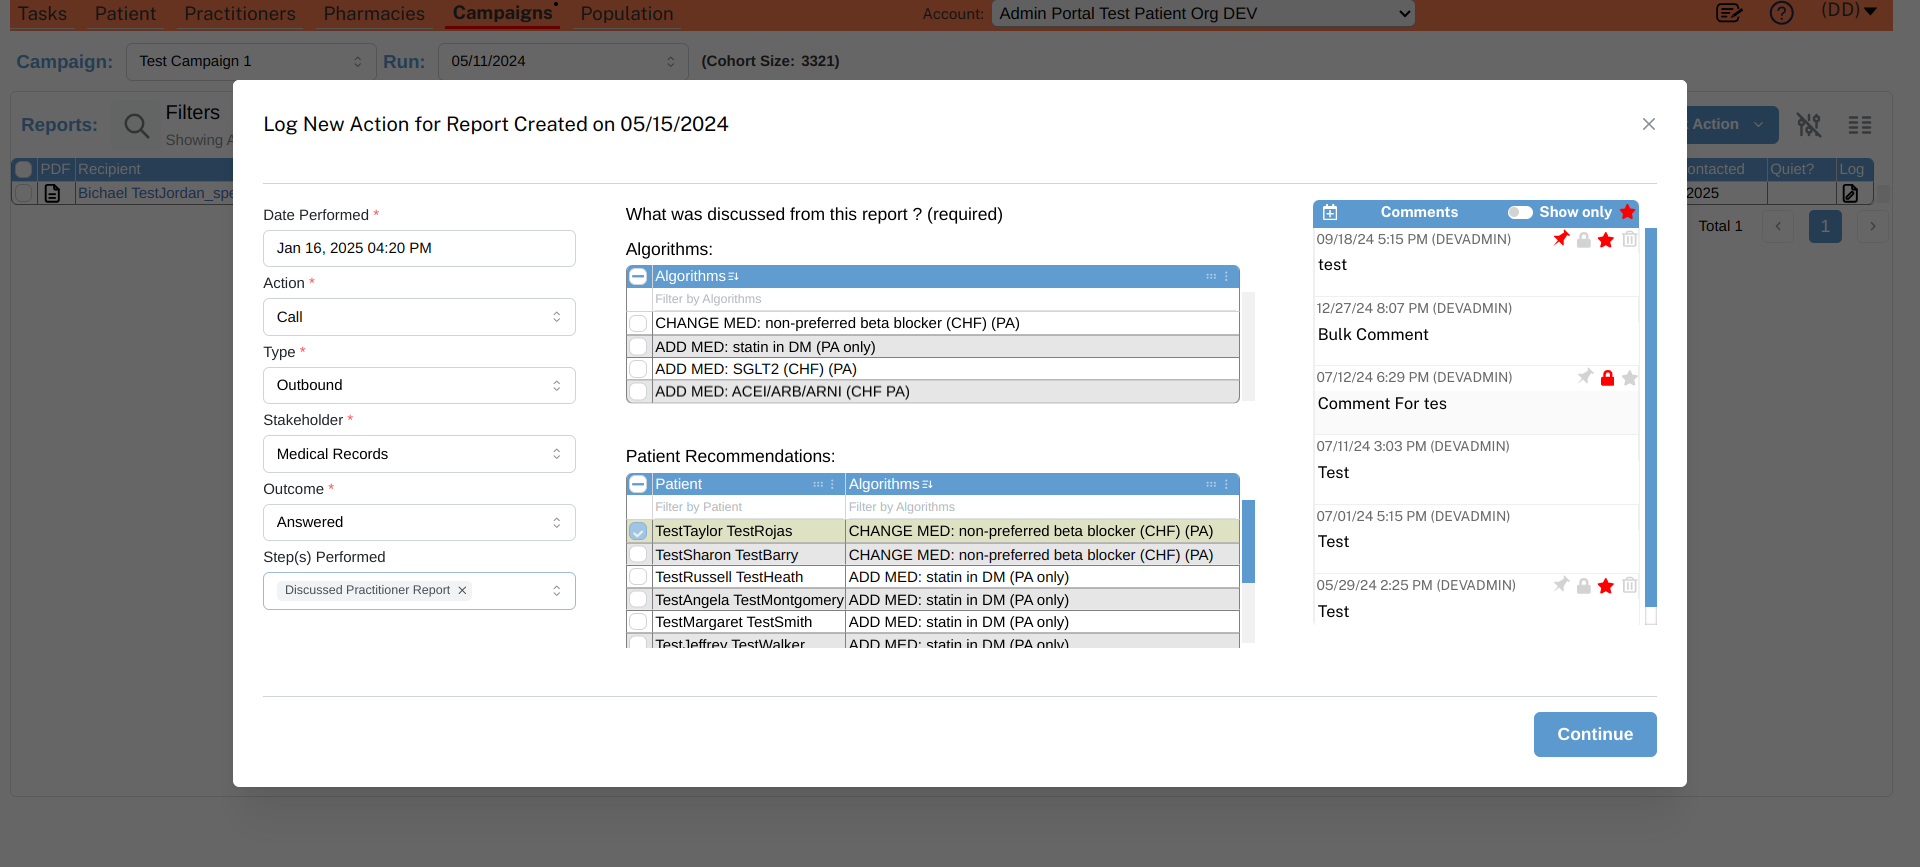 Tasks Patient Practitioners Pharmacies Campaigns Population Account: Admin Portal Test Patient Org DEV (DD)
Campaign: Test Campaign 1 Run: 05/11/2024 (Cohort Size: 3321)
Reports: Filters
Showing
Action
PDF Recipient
Quiet? Log
Bichael TestJordan_spe
2025
Total 1 < 1 >
Log New Action for Report Created on 05/15/2024
Date Performed *
Jan 16, 2025 04:20 PM
Action *
Call
Type *
Outbound
Stakeholder *
Medical Records
Outcome *
Answered
Step(s) Performed
Discussed Practitioner Report ×
What was discussed from this report ? (required)
Algorithms:
Algorithms
Filter by Algorithms
CHANGE MED: non-preferred beta blocker (CHF) (PA)
ADD MED: statin in DM (PA only)
ADD MED: SGLT2 (CHF) (PA)
ADD MED: ACEI/ARB/ARNI (CHF PA)
Patient Recommendations:
Patient Algorithms
Filter by Patient Filter by Algorithms
TestTaylor TestRojas CHANGE MED: non-preferred beta blocker (CHF) (PA)
TestSharon TestBarry CHANGE MED: non-preferred beta blocker (CHF) (PA)
TestRussell TestHeath ADD MED: statin in DM (PA only)
TestAngela TestMontgomery ADD MED: statin in DM (PA only)
TestMargaret TestSmith ADD MED: statin in DM (PA only)
TestJeffrey TestWalker ADD MED: statin in DM (PA only)
Comments Show only
09/18/24 5:15 PM (DEVADMIN)
test
12/27/24 8:07 PM (DEVADMIN)
Bulk Comment
07/12/24 6:29 PM (DEVADMIN)
Comment For tes
07/11/24 3:03 PM (DEVADMIN)
Test
07/01/24 5:15 PM (DEVADMIN)
Test
05/29/24 2:25 PM (DEVADMIN)
Test
Continue